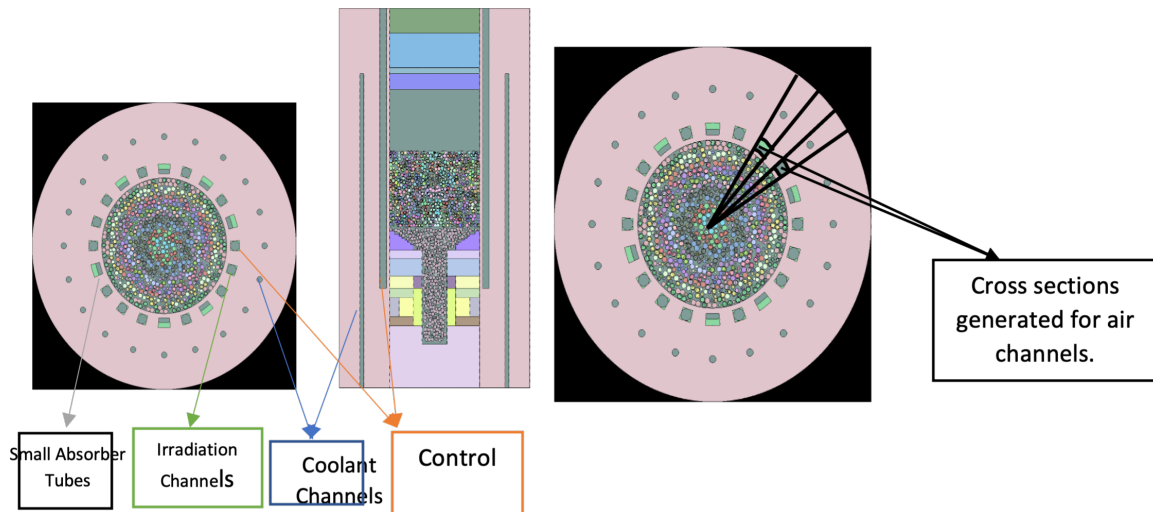 Cross sections
generated for air
channels.
Small Absorber
Tubes
Irradiation
Channels
Coolant
Channels
Control